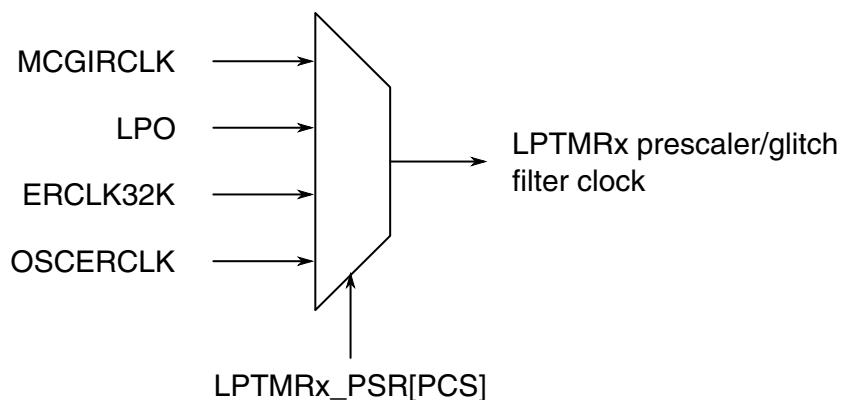 MCGIRCLK
LPO
ERCLK32K
OSCERCLK
LPTMRx prescaler/glitch
filter clock
LPTMRx_PSR[PCS]